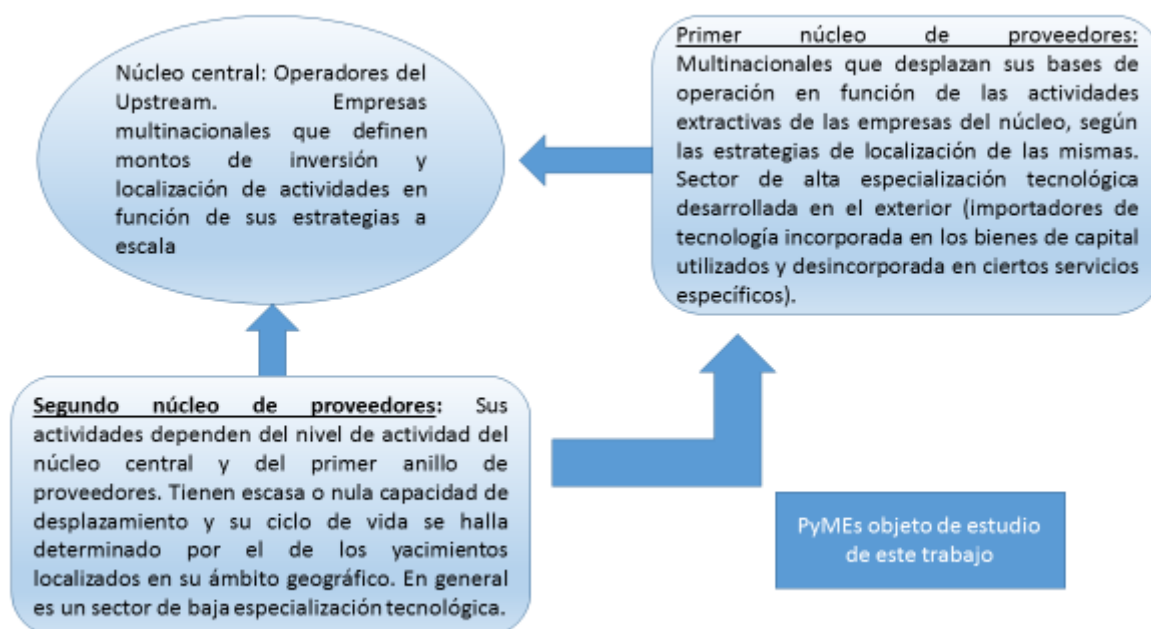 Núcleo central: Operadores del
Upstream. Empresas
multinacionales que definen
montos de inversión y
localización de actividades en
función de sus estrategias a
escala
Primer núcleo de proveedores:
Multinacionales que desplazan sus bases
de operación en función de las actividades
extractivas de las empresas del núcleo, según
las estrategias de localización de las mismas.
Sector de alta especialización tecnológica
desarrollada en el exterior (importadores de
tecnología incorporada en los bienes de capital
utilizados y desincorporada en ciertos servicios
específicos).
Segundo núcleo de proveedores: Sus
actividades dependen del nivel de actividad del
núcleo central y del primer anillo de
proveedores. Tienen escasa o nula capacidad de
desplazamiento y su ciclo de vida se halla
determinado por el de los yacimientos
localizados en su ámbito geográfico. En general
es un sector de baja especialización tecnológica.
PyMEs objeto de estudio
de este trabajo